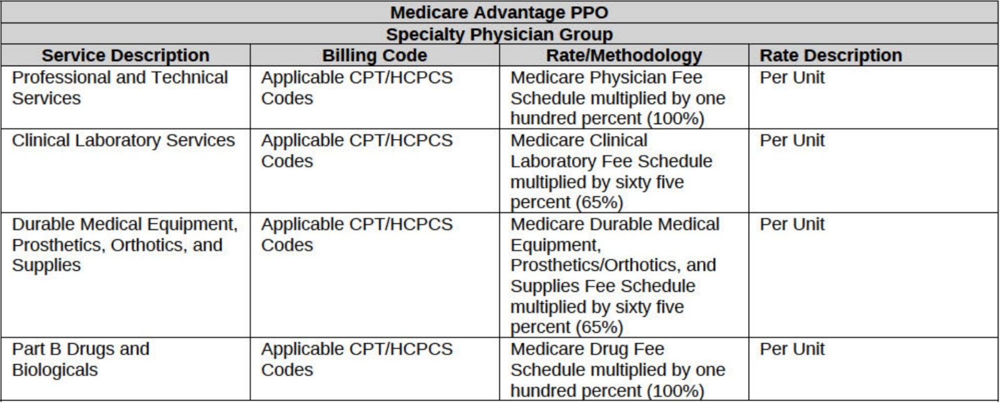 Medicare Advantage PPO
Specialty Physician Group
Service Description Billing Code Rate/Methodology Rate Description
Professional and Technical
Services
Applicable CPT/HCPCS
Codes
Medicare Physician Fee
Schedule multiplied by one
hundred percent (100%)
Per Unit
Clinical Laboratory Services
Applicable CPT/HCPCS
Codes
Medicare Clinical
Laboratory Fee Schedule
multiplied by sixty five
percent (65%)
Per Unit
Durable Medical Equipment,
Prosthetics, Orthotics, and
Supplies
Applicable CPT/HCPCS
Codes
Medicare Durable Medical
Equipment,
Prosthetics/Orthotics, and
Supplies Fee Schedule
multiplied by sixty five
percent (65%)
Per Unit
Part B Drugs and
Biologicals
Applicable CPT/HCPCS
Codes
Medicare Drug Fee
Schedule multiplied by one
hundred percent (100%)
Per Unit